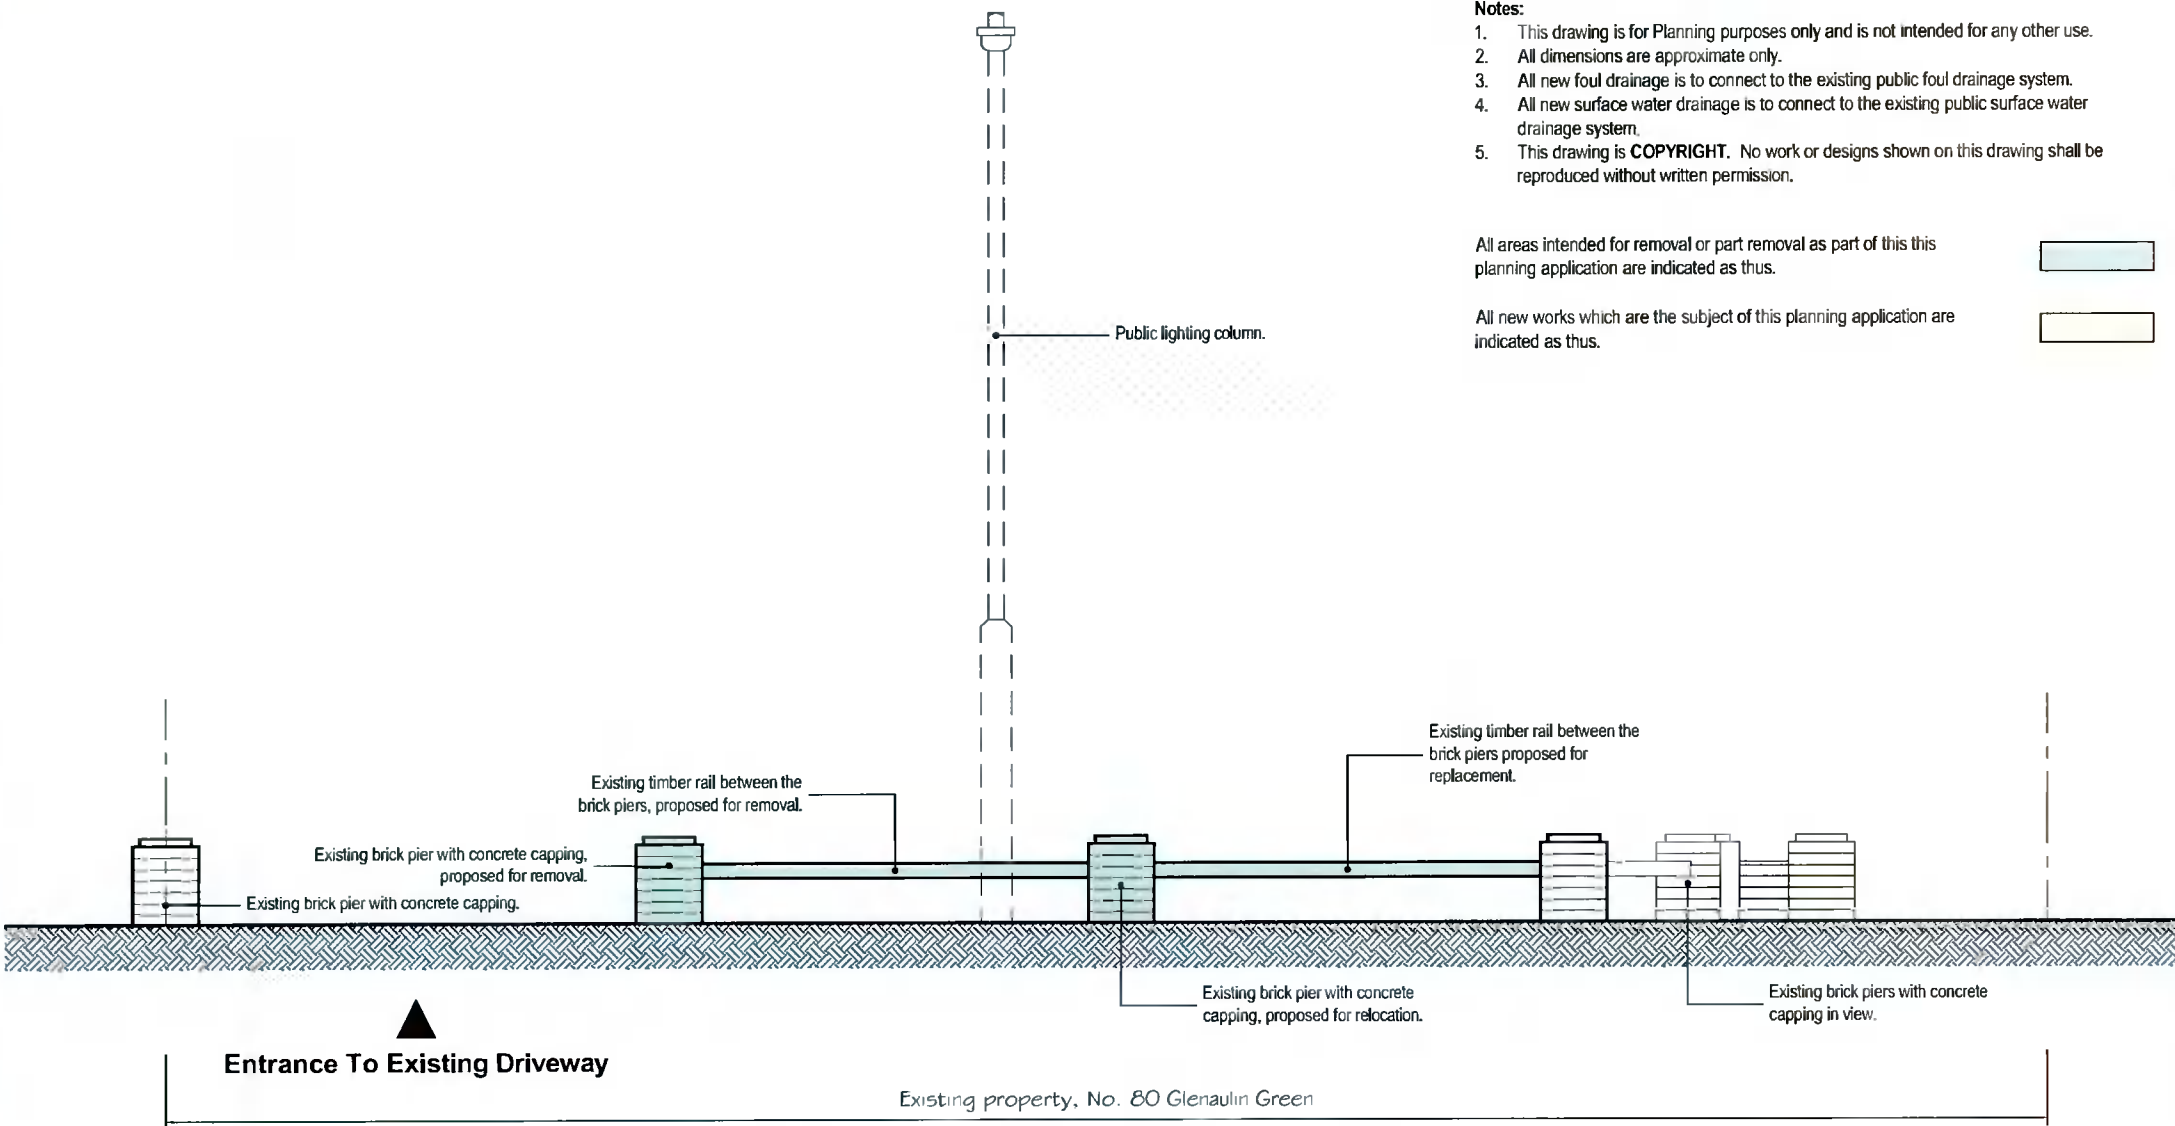 Notes:
1. This drawing is for Planning purposes only and is not intended for any other use.
2. All dimensions are approximate only.
3. All new foul drainage is to connect to the existing public foul drainage system.
4. All new surface water drainage is to connect to the existing public surface water
drainage system.
5. This drawing is COPYRIGHT. No work or designs shown on this drawing shall be
reproduced without written permission.
All areas intended for removal or part removal as part of this this
planning application are indicated as thus.
All new works which are the subject of this planning application are
indicated as thus.
Public lighting column.
Existing timber rail between the
brick piers proposed for
replacement.
Existing timber rail between the
brick piers, proposed for removal.
Existing brick pier with concrete capping,
proposed for removal.
Existing brick pier with concrete capping.
Existing brick pier with concrete
capping, proposed for relocation.
Existing brick piers with concrete
capping in view.
Entrance To Existing Driveway
Existing property, No. 80 Glenaulin Green